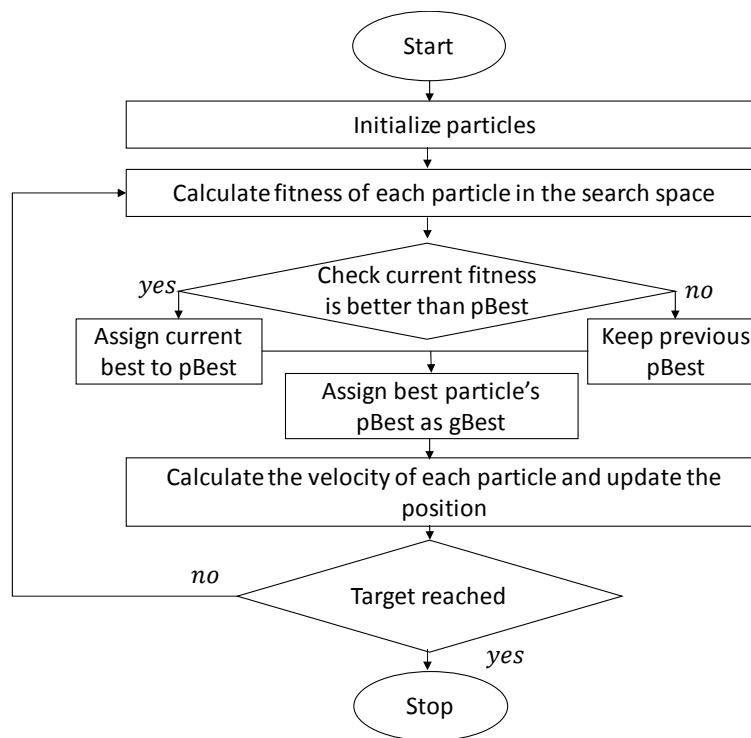 Start
Initialize particles
Calculate fitness of each particle in the search space
Check current fitness
is better than pBest
yes
no
Assign current
best to pBest
Keep previous
pBest
Assign best particle’s
pBest as gBest
Calculate the velocity of each particle and update the
position
no
Target reached
yes
Stop